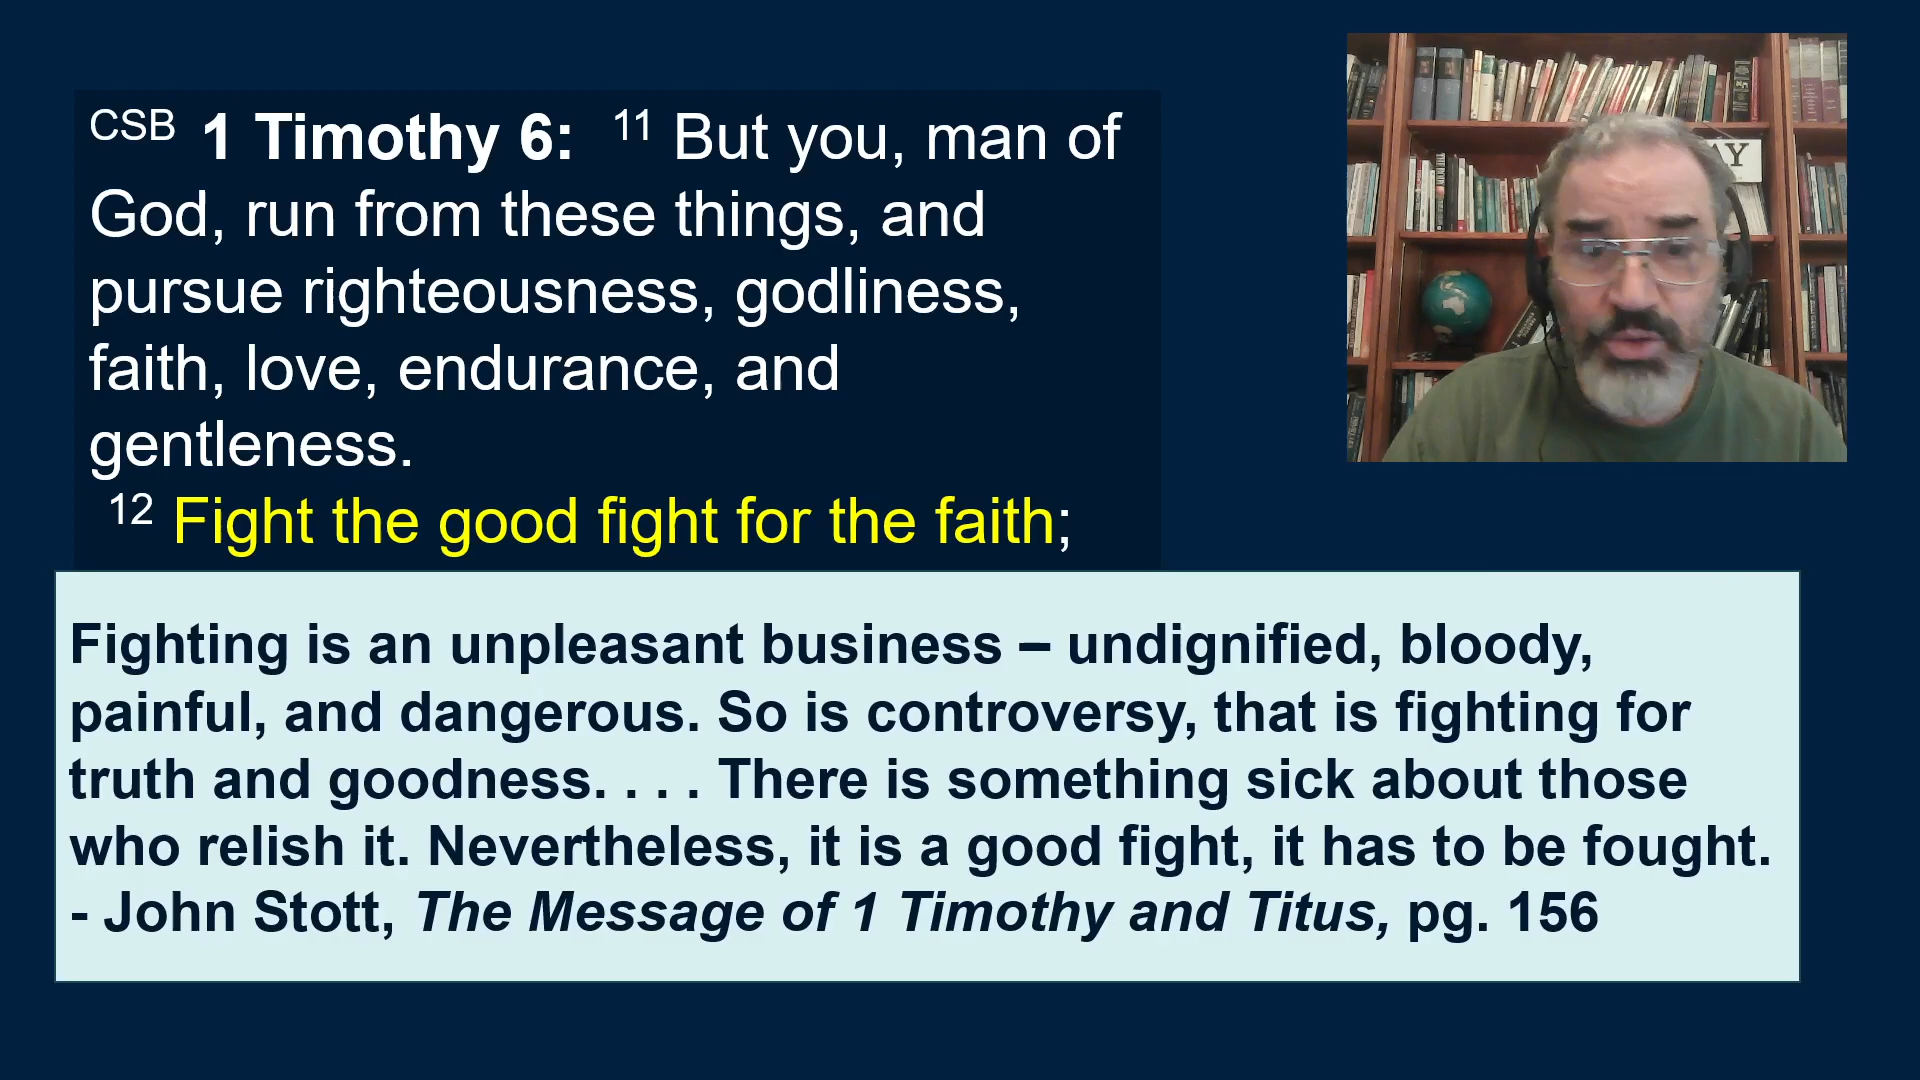 CSB 1 Timothy 6: 11 But you, man of
God, run from these things, and
pursue righteousness, godliness,
faith, love, endurance, and
gentleness.
12 Fight the good fight for the faith;
Fighting is an unpleasant business – undignified, bloody,
painful, and dangerous. So is controversy, that is fighting for
truth and goodness. . . . There is something sick about those
who relish it. Nevertheless, it is a good fight, it has to be fought.
- John Stott, The Message of 1 Timothy and Titus, pg. 156